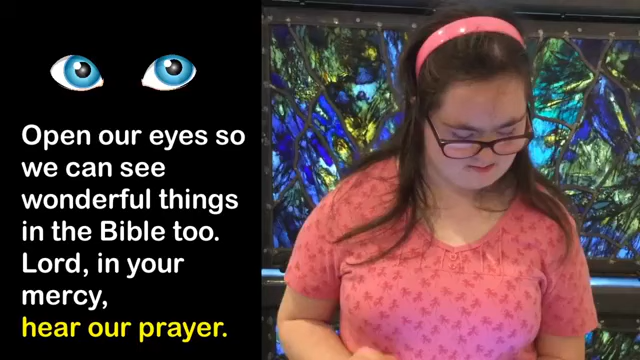 Open our eyes so
we can see
wonderful things
in the Bible too.
Lord, in your
mercy,
hear our prayer.